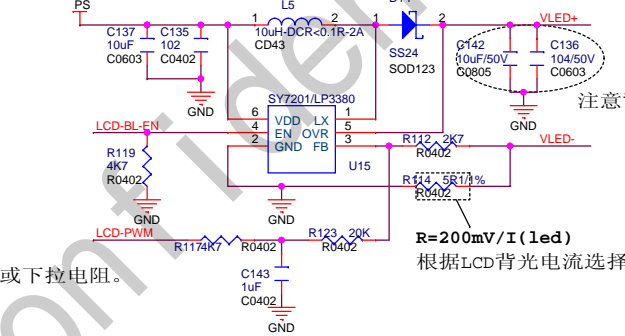 PS
L5
1
2
1
2
VLED+
C137
10uF
C0603
C135
102
C0402
10uH-DCR<0.1R-2A
CD43
SS24
SOD123
C142
10uF/50V
C0805
C136
104/50V
C0603
GND
SY7201/LP3380
GND
注意
LCD-BL-EN
6
4
2
VDD
EN
GND
LX
OVR
FB
1
5
3
R112
2K7
R0402
VLED-
R119
4K7
R0402
U15
R114
5R1/1%
R0402
GND
GND
LCD-PWM
R117
4K7
R0402
R123
20K
R0402
R=200mV/I(led)
根据LCD背光电流选择
或下拉电阻。
C143
1uF
C0402
GND
confide